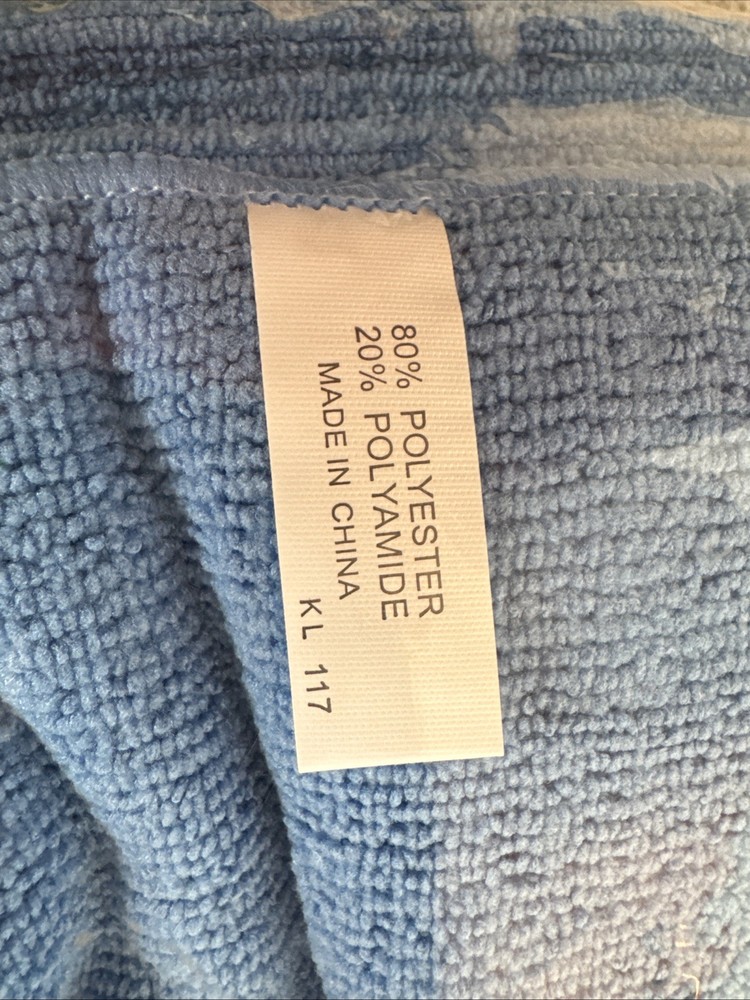 80% POLYESTER
20% POLYAMIDE
MADE IN CHINA
KL 117